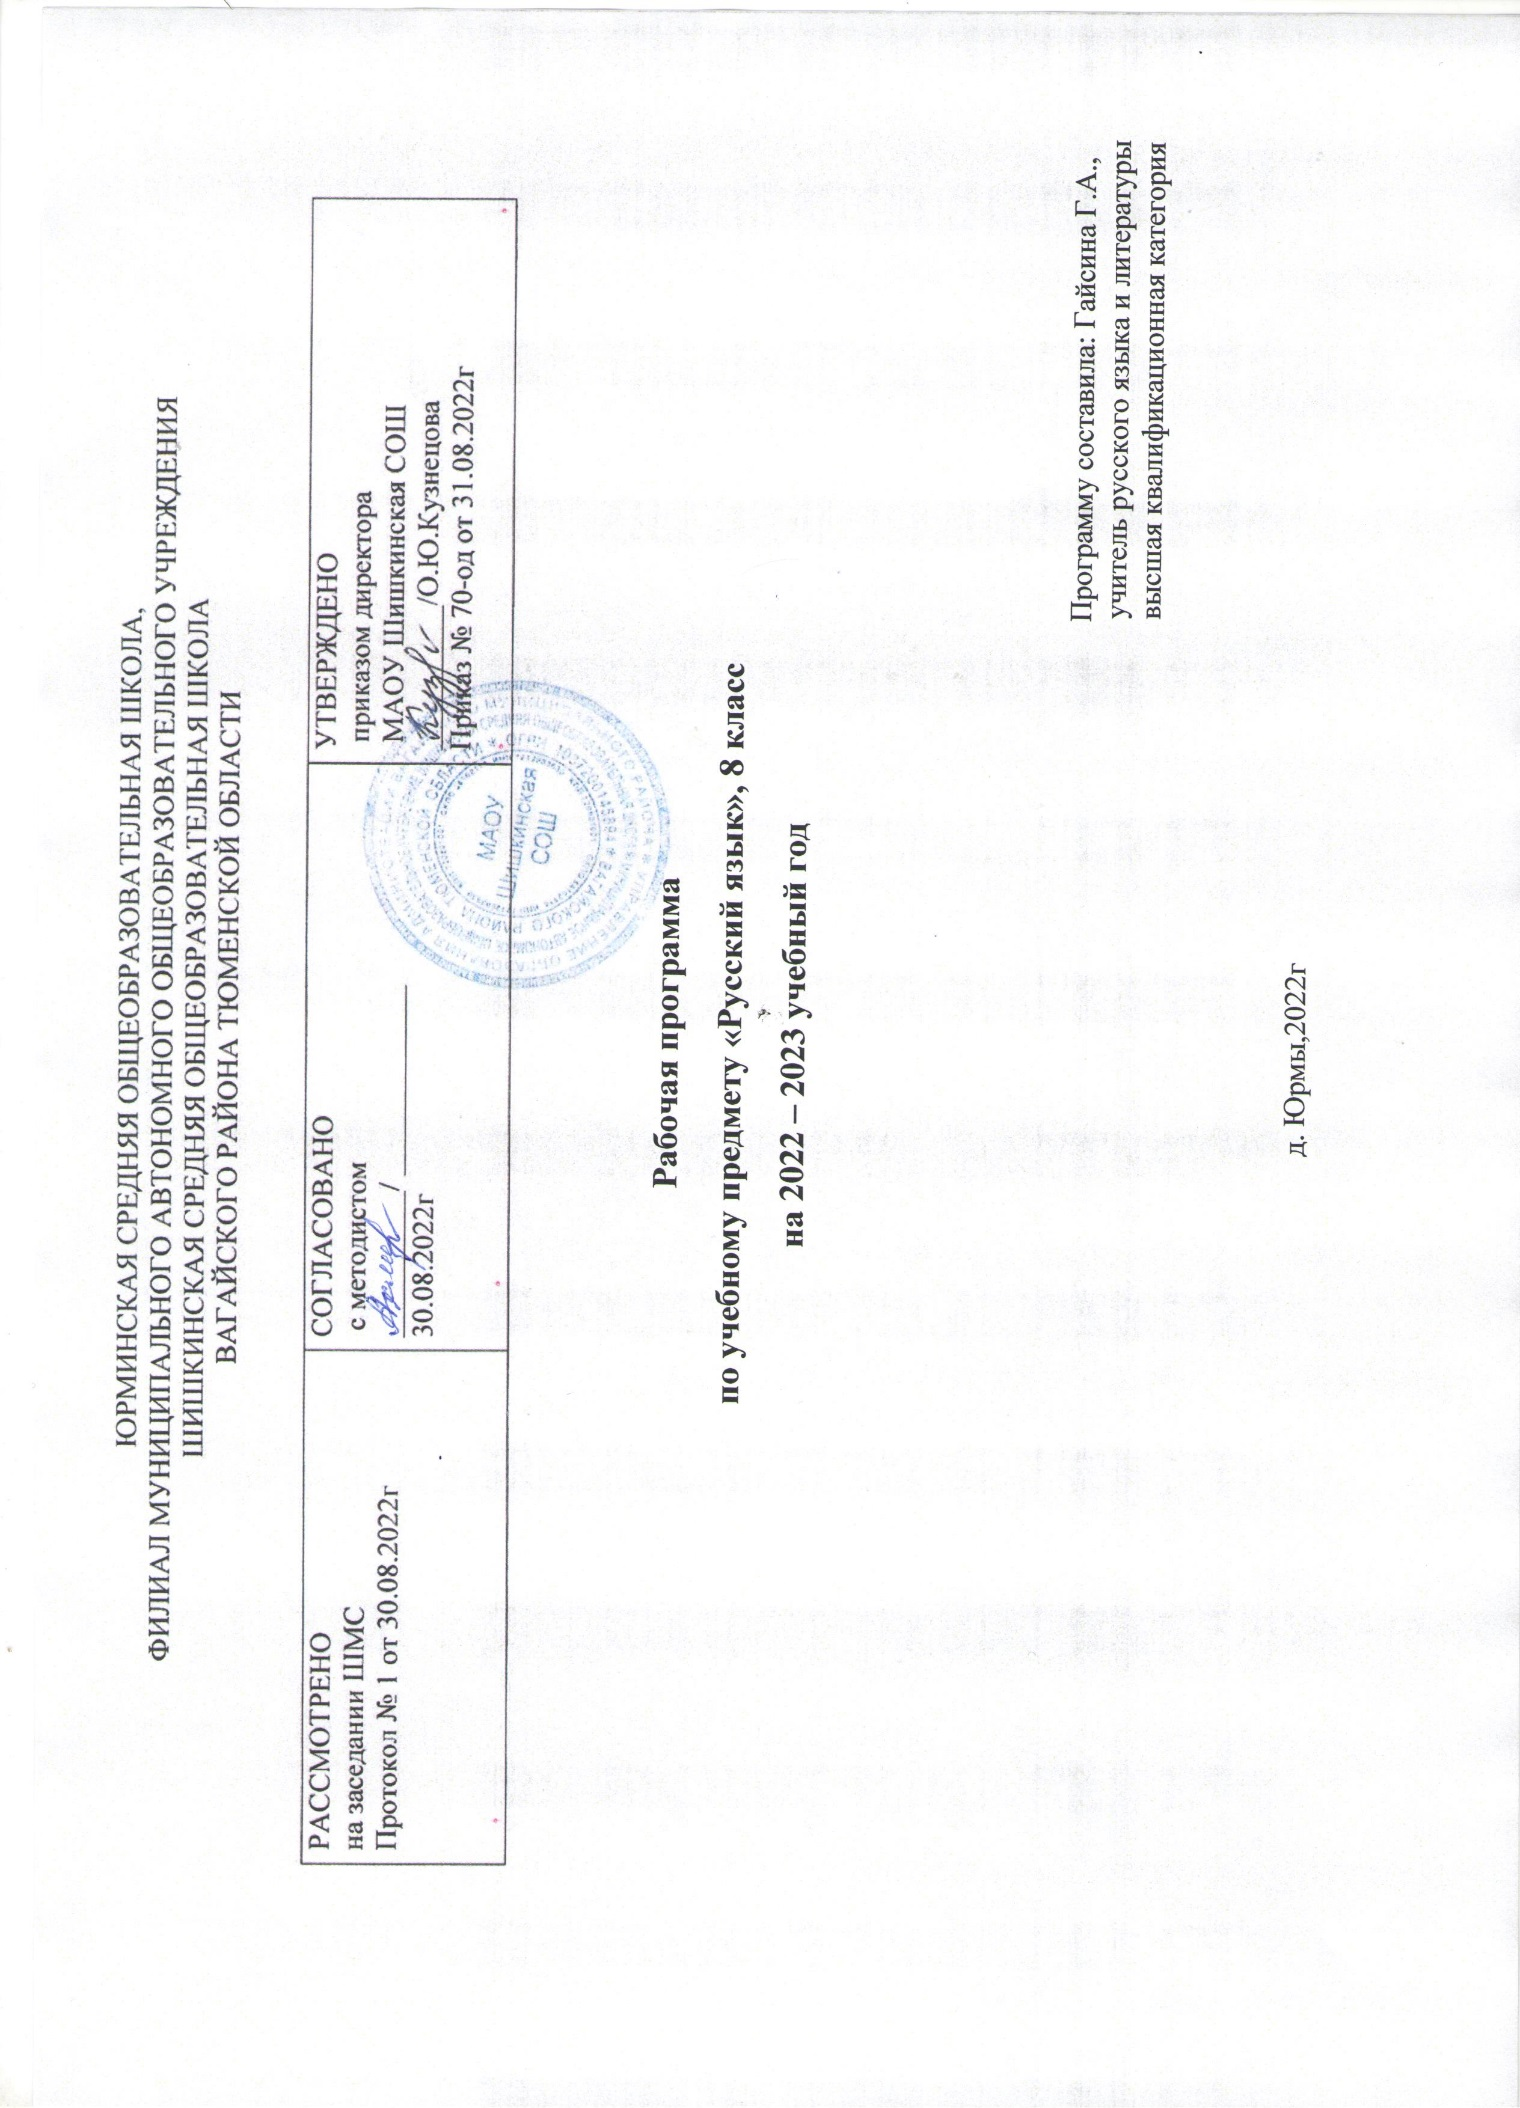 ЮРМИНСКАЯ СРЕДНЯЯ ОБЩЕОБРАЗОВАТЕЛЬНАЯ ШКОЛА,
ФИЛИАЛ МУНИЦИПАЛЬНОГО АВТОНОМНОГО ОБЩЕОБРАЗОВАТЕЛЬНОГО УЧРЕЖДЕНИЯ
ШИШКИНСКАЯ СРЕДНЯЯ ОБЩЕОБРАЗОВАТЕЛЬНАЯ ШКОЛА
ВАГАЙСКОГО РАЙОНА ТЮМЕНСКОЙ ОБЛАСТИ
РАССМОТРЕНО
на заседании ШМС
Протокол № 1 от 30.08.2022г
СОГЛАСОВАНО
с методистом
/
30.08.2022г
УТВЕРЖДЕНО
приказом директора
МАОУ Шишкинская СОШ
/О.Ю.Кузнецова
Приказ № 70-од от 31.08.2022г
МАОУ
Шишкинская
СОШ
Рабочая программа
по учебному предмету «Русский язык», 8 класс
на 2022 – 2023 учебный год
Программу составила: Гайсина Г.А.,
учитель русского языка и литературы
высшая квалификационная категория
д. Юрмы,2022г